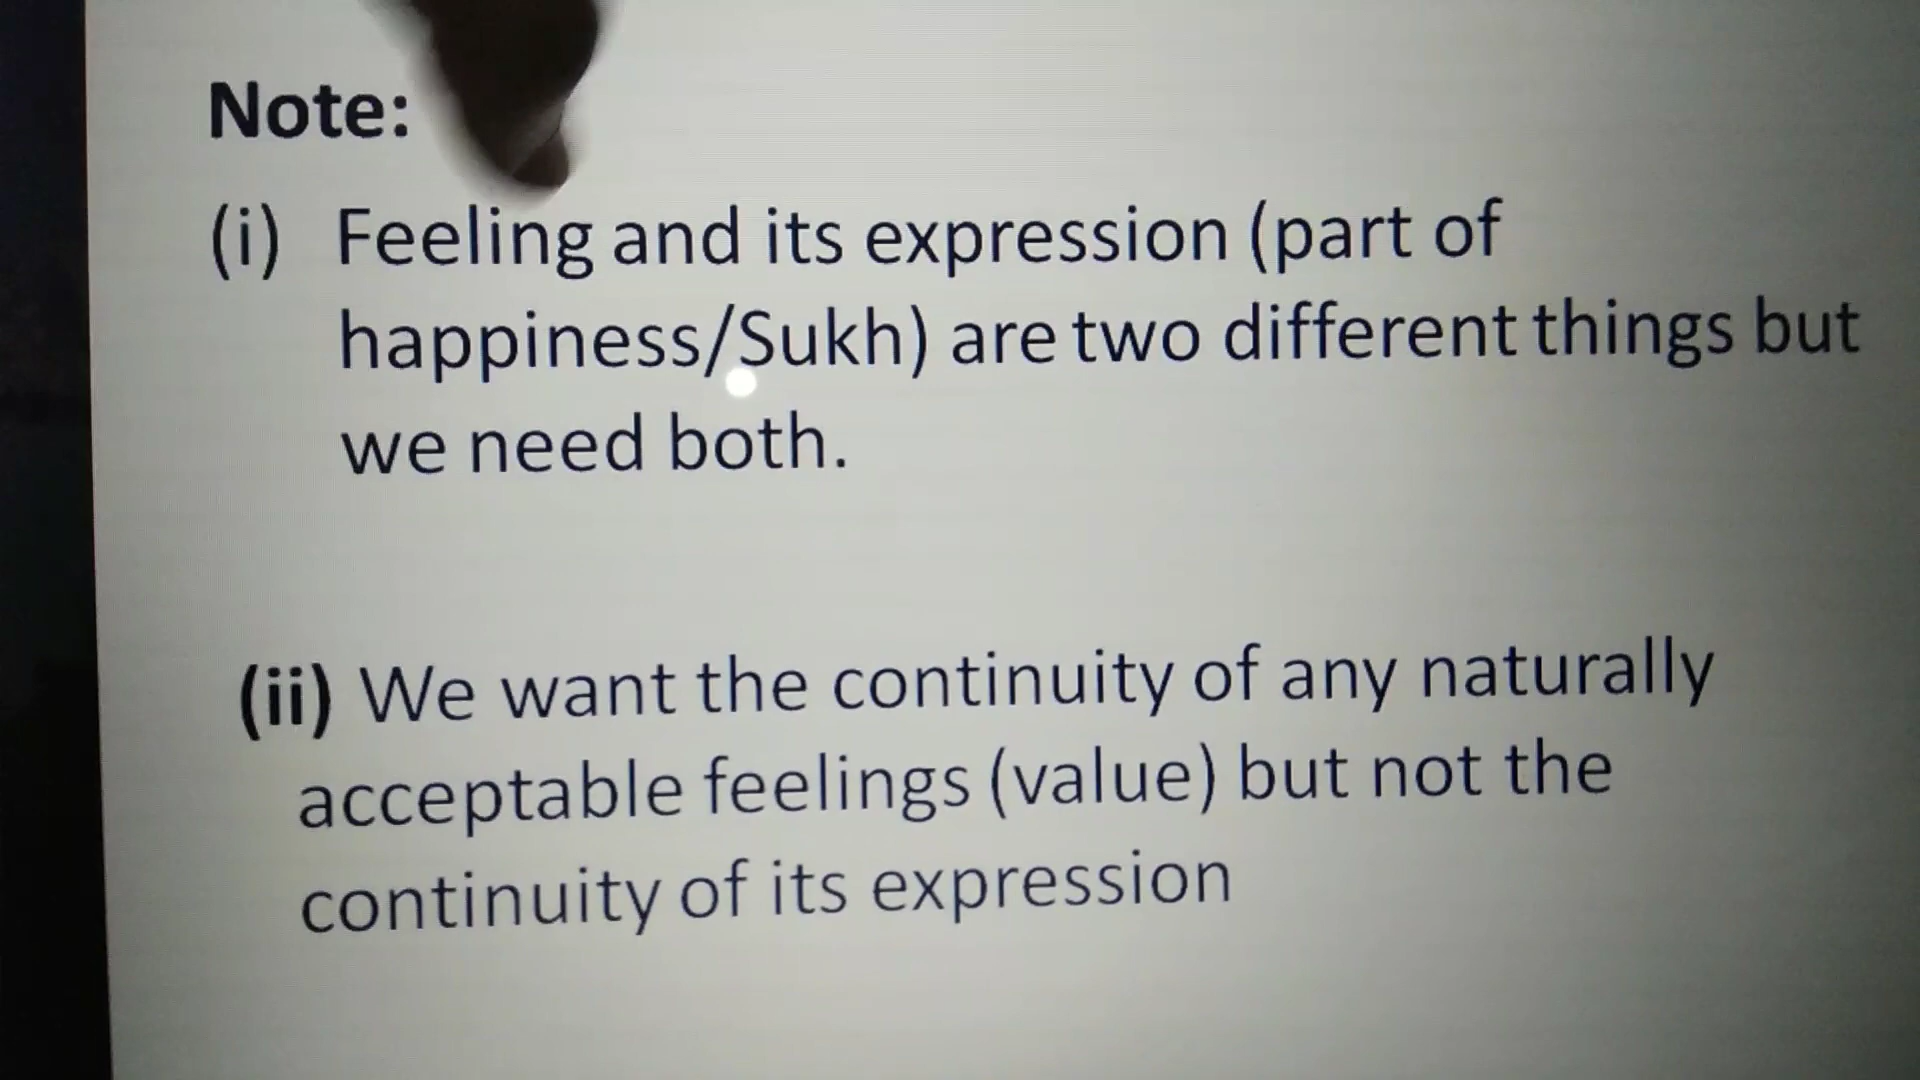 Note:
(i) Feeling and its expression (part of
happiness/Sukh) are two different things but
we need both.
(ii) We want the continuity of any naturally
acceptable feelings (value) but not the
continuity of its expression